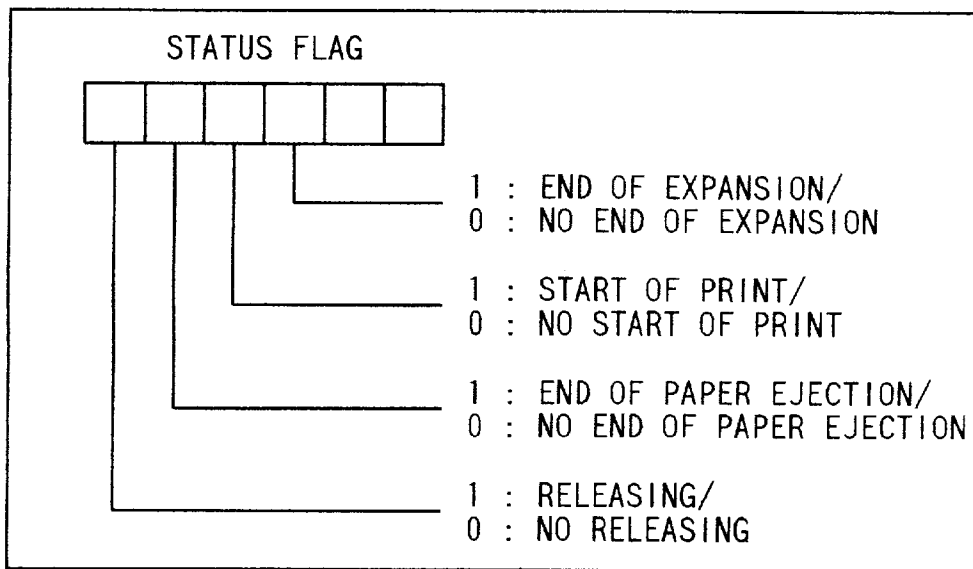 STATUS FLAG
1 : END OF EXPANSION/
0 : NO END OF EXPANSION
1 : START OF PRINT/
0 : NO START OF PRINT
1 : END OF PAPER EJECTION/
0 : NO END OF PAPER EJECTION
1 : RELEASING/
0 : NO RELEASING